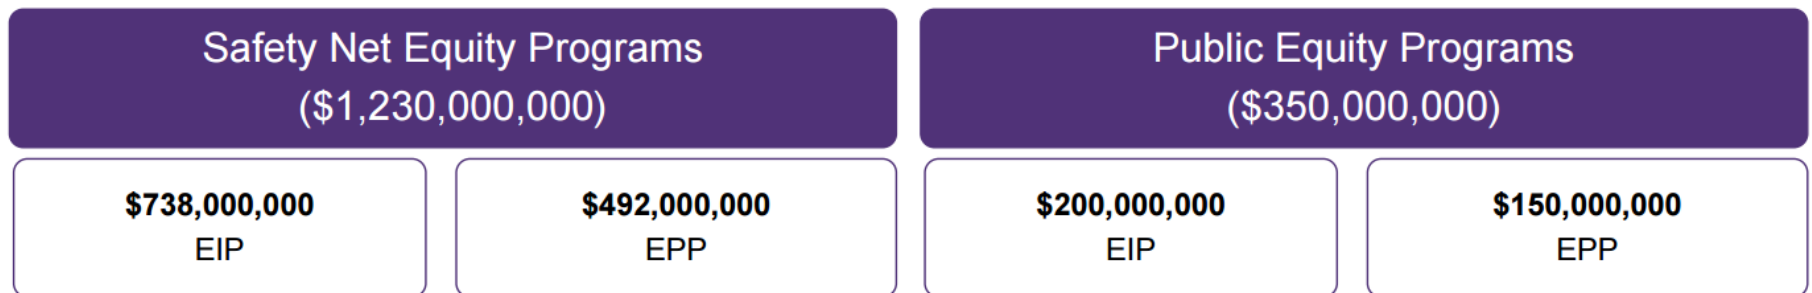 Safety Net Equity Programs
($1,230,000,000)
$738,000,000
EIP
$492,000,000
EPP
Public Equity Programs
($350,000,000)
$200,000,000
EIP
$150,000,000
EPP